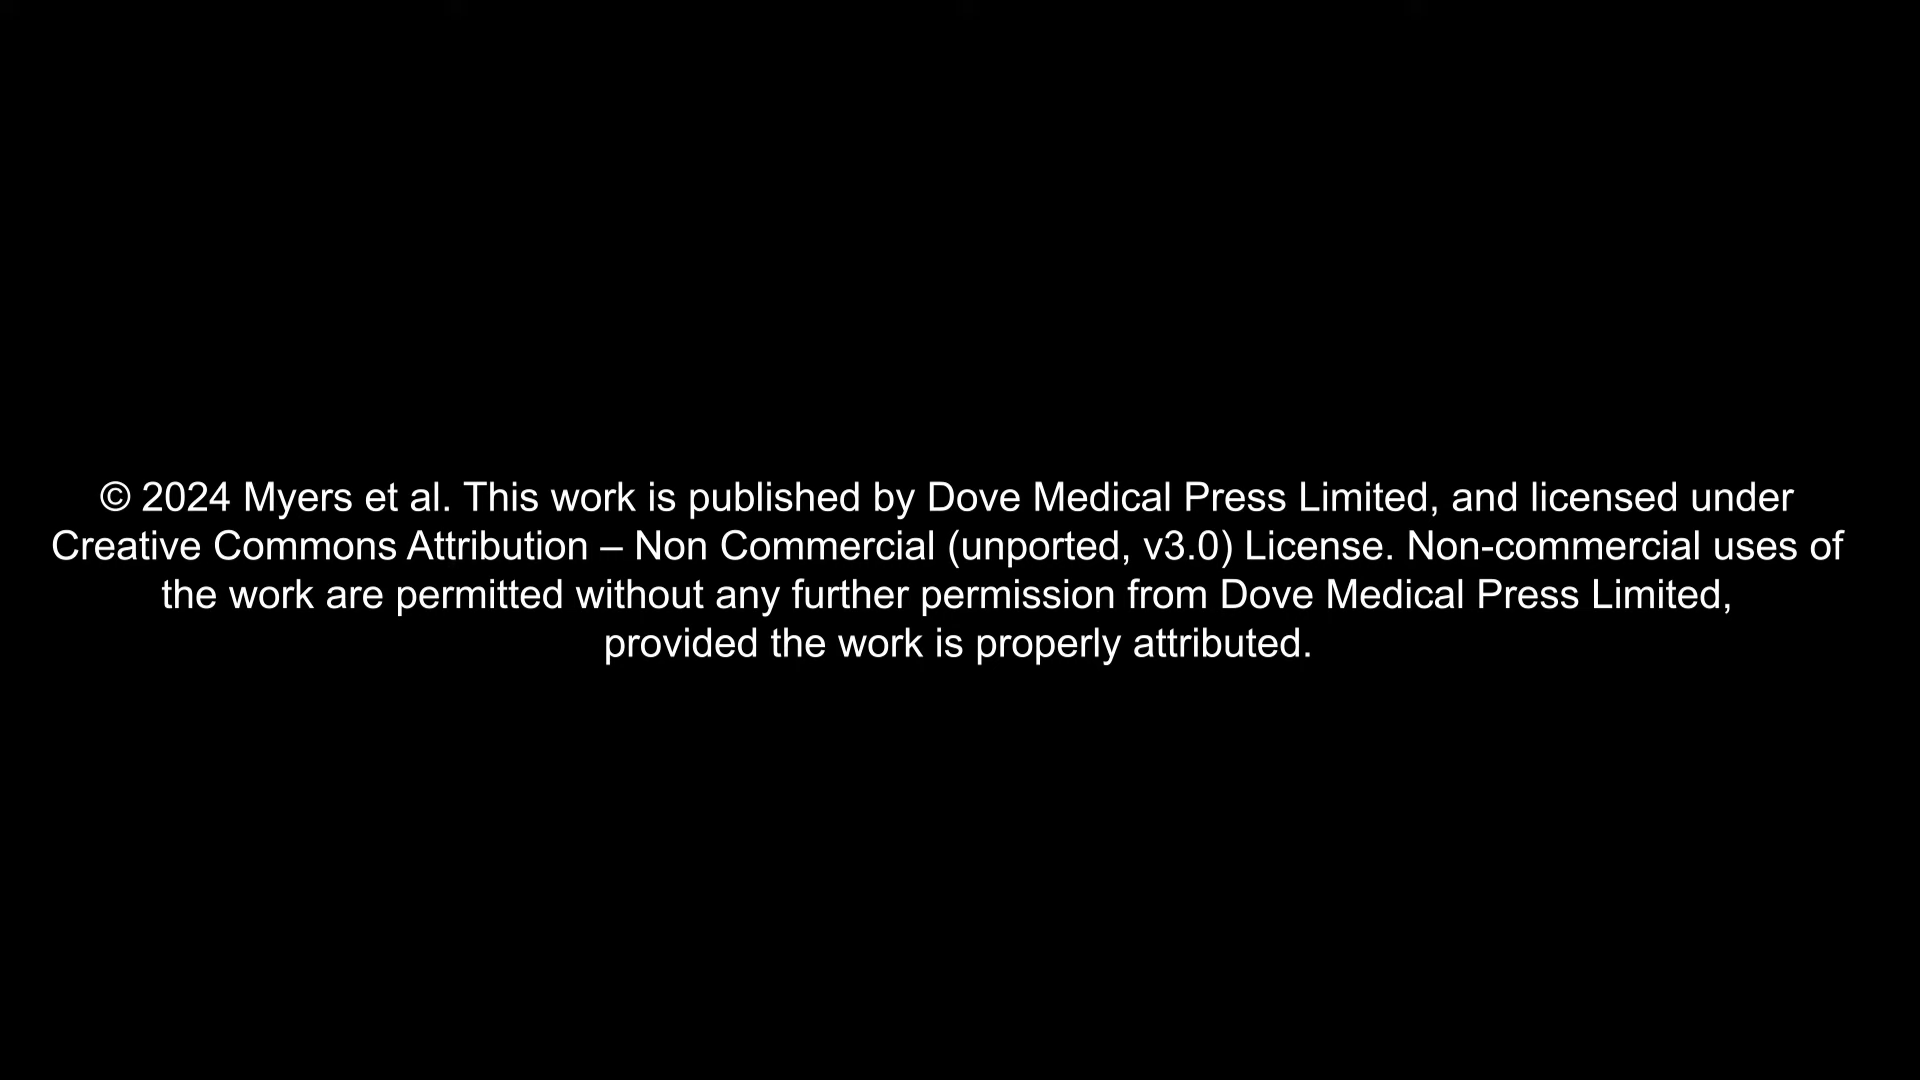 © 2024 Myers et al. This work is published by Dove Medical Press Limited, and licensed under
Creative Commons Attribution – Non Commercial (unported, v3.0) License. Non-commercial uses of
the work are permitted without any further permission from Dove Medical Press Limited,
provided the work is properly attributed.